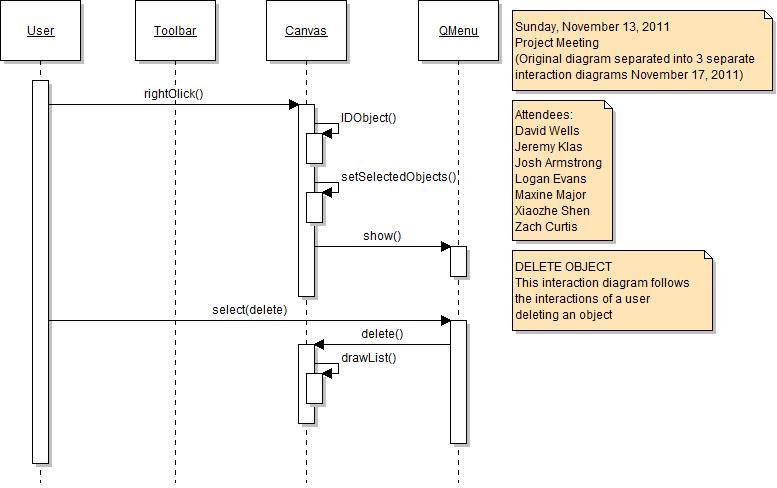 User
Toolbar
Canvas
QMenu
Sunday, November 13, 2011
Project Meeting
(Original diagram separated into 3 separate
interaction diagrams November 17, 2011)
rightClick()
IDObject()
setSelectedObjects()
show()
select(delete)
delete()
drawList()
Attendees:
David Wells
Jeremy Klas
Josh Armstrong
Logan Evans
Maxine Major
Xiaozhe Shen
Zach Curtis
DELETE OBJECT
This interaction diagram follows
the interactions of a user
deleting an object